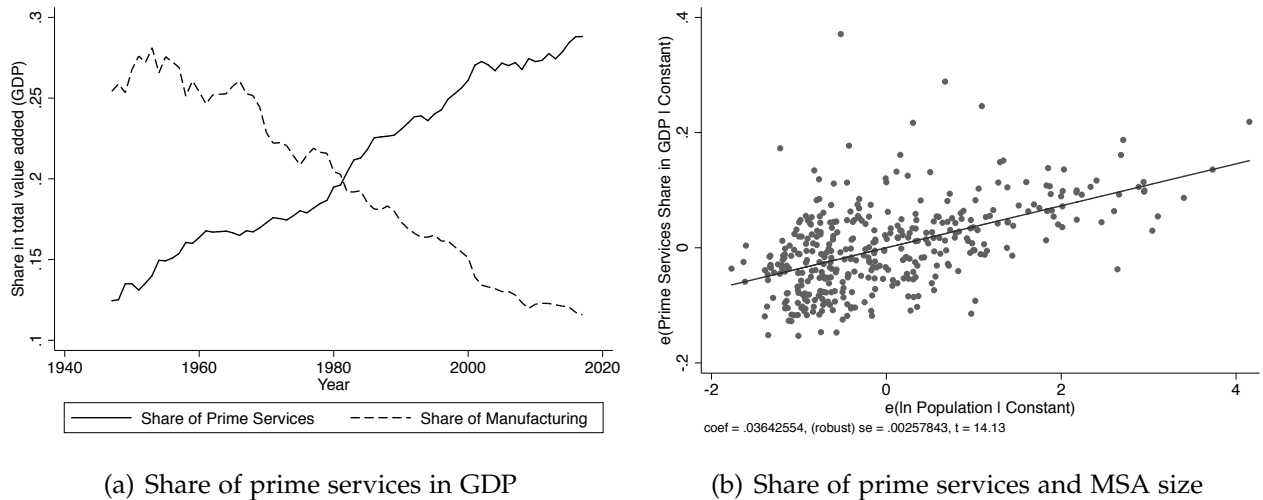 Share in total value added (GDP)
.3
.25
.2
.15
.1
1940 1960 1980 2000 2020
Year
Share of Prime Services Share of Manufacturing
(a) Share of prime services in GDP
e(Prime Services Share in GDP | Constant)
.4
.2
0
-.2
-2 0 2 4
e(ln Population | Constant)
coef = .03642554, (robust) se = .00257843, t = 14.13
(b) Share of prime services and MSA size